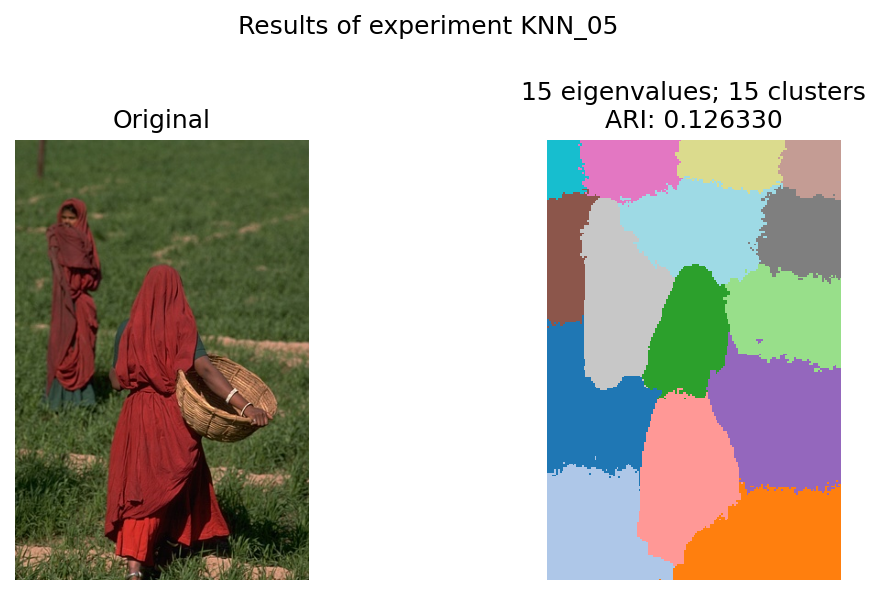 Results of experiment KNN_05
Original
15 eigenvalues; 15 clusters
ARI: 0.126330